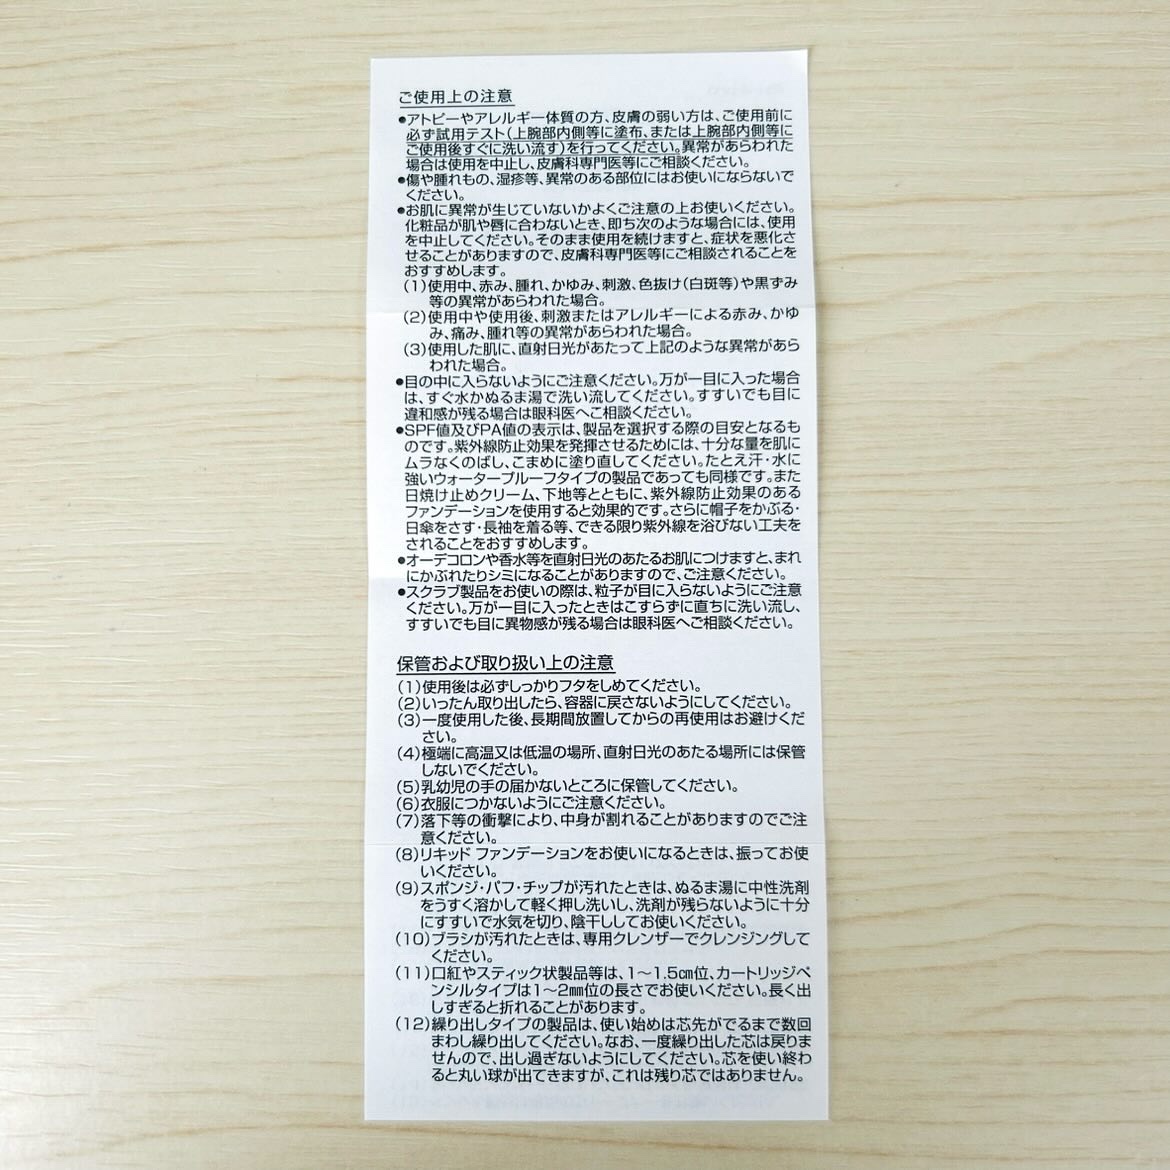 ご使用上の注意
●アトピーやアレルギー体質の方、皮膚の弱い方は、ご使用前に
必ず試用テスト(上腕部内側等に塗布、または上腕部内側等に
ご使用後すぐに洗い流す)を行ってください。異常があらわれた
場合は使用を中止し、皮膚科専門医等にご相談ください。
●傷や腫れもの、湿疹等、異常のある部位にはお使いにならないで
ください。
●お肌に異常が生じていないかよくご注意の上お使いください。
化粧品が肌や唇に合わないとき、即ち次のような場合には、使用
を中止してください。そのまま使用を続けますと、症状を悪化さ
せることがありますので、皮膚科専門医等にご相談されることを
おすすめします。
(1)使用中、赤み、腫れ、かゆみ、刺激、色抜け(白斑等)や黒ずみ
等の異常があらわれた場合。
(2)使用中や使用後、刺激またはアレルギーによる赤み、かゆ
み、痛み、腫れ等の異常があらわれた場合。
(3)使用した肌に、直射日光があたって上記のような異常があら
われた場合。
●目の中に入らないようにご注意ください。万が一目に入った場合
は、すぐ水かぬるま湯で洗い流してください。すすいでも目に
違和感が残る場合は眼科医へご相談ください。
●SPF値及びPA値の表示は、製品を選択する際の目安となるも
のです。紫外線防止効果を発揮させるためには、十分な量を肌に
ムラなくのばし、こまめに塗り直してください。たとえ汗・水に
強いウォータープルーフタイプの製品であっても同様です。また
日焼け止めクリーム、下地等とともに、紫外線防止効果のある
ファンデーションを使用すると効果的です。さらに帽子をかぶる・
日傘をさす・長袖を着る等、できる限り紫外線を浴びない工夫を
されることをおすすめします。
●オーデコロンや香水等を直射日光のあたるお肌につけますと、まれ
にかぶれたりシミになることがありますので、ご注意ください。
●スクラブ製品をお使いの際は、粒子が目に入らないようにご注意
ください。万が一目に入ったときはこすらずに直ちに洗い流し、
すすいでも目に異物感が残る場合は眼科医へご相談ください。
保管および取り扱い上の注意
(1)使用後は必ずしっかりフタをしめてください。
(2)いったん取り出したら、容器に戻さないようにしてください。
(3)一度使用した後、長期間放置してからの再使用はお避けくだ
さい。
(4)極端に高温又は低温の場所、直射日光のあたる場所には保管
しないでください。
(5)乳幼児の手の届かないところに保管してください。
(6)衣服につかないようにご注意ください。
(7)落下等の衝撃により、中身が割れることがありますのでご注
意ください。
(8)リキッド ファンデーションをお使いになるときは、振ってお使
いください。
(9)スポンジ・パフ・チップが汚れたときは、ぬるま湯に中性洗剤
をうすく溶かして軽く押し洗いし、洗剤が残らないように十分
にすすいで水気を切り、陰干ししてお使いください。
(10)ブラシが汚れたときは、専用クレンザーでクレンジングして
ください。
(11)口紅やスティック状製品等は、1〜1.5㎝位、カートリッジペ
ンシルタイプは1〜2㎜位の長さでお使いください。長く出
しすぎると折れることがあります。
(12)繰り出しタイプの製品は、使い始めは芯先がでるまで数回
まわし繰り出してください。なお、一度繰り出した芯は戻りま
せんので、出し過ぎないようにしてください。芯を使い終わ
ると丸い球が出てきますが、これは残り芯ではありません。